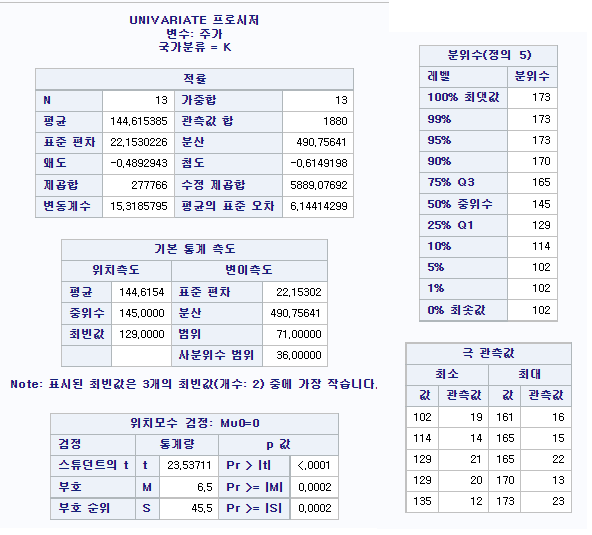 UNIVARIATE 프로시저
변수: 주가
국가분류 = K
적률
N 13 가중합 13
평균 144,615385 관측값 합 1880
표준 편차 22,1530226 분산 490,75641
왜도 -0,4892943 첨도 -0,6149198
제곱합 277766 수정 제곱합 5889,07692
변동계수 15,3185795 평균의 표준 오차 6,14414299
기본 통계 측도
위치측도 변이측도
평균 144,6154 표준 편차 22,15302
중위수 145,0000 분산 490,75641
최빈값 129,0000 범위 71,00000
사분위수 범위 36,00000
Note: 표시된 최빈값은 3개의 최빈값(개수: 2) 중에 가장 작습니다.
위치모수 검정: Mu0=0
검정 통계량 p 값
스튜던트의 t t 23,53711 Pr > |t| <,0001
부호 M 6,5 Pr >= |M| 0,0002
부호 순위 S 45,5 Pr >= |S| 0,0002
분위수(정의 5)
레벨 분위수
100% 최댓값 173
99% 173
95% 173
90% 170
75% Q3 165
50% 중위수 145
25% Q1 129
10% 114
5% 102
1% 102
0% 최솟값 102
극 관측값
최소 최대
값 관측값 값 관측값
102 19 161 16
114 14 165 15
129 21 165 22
129 20 170 13
135 12 173 23